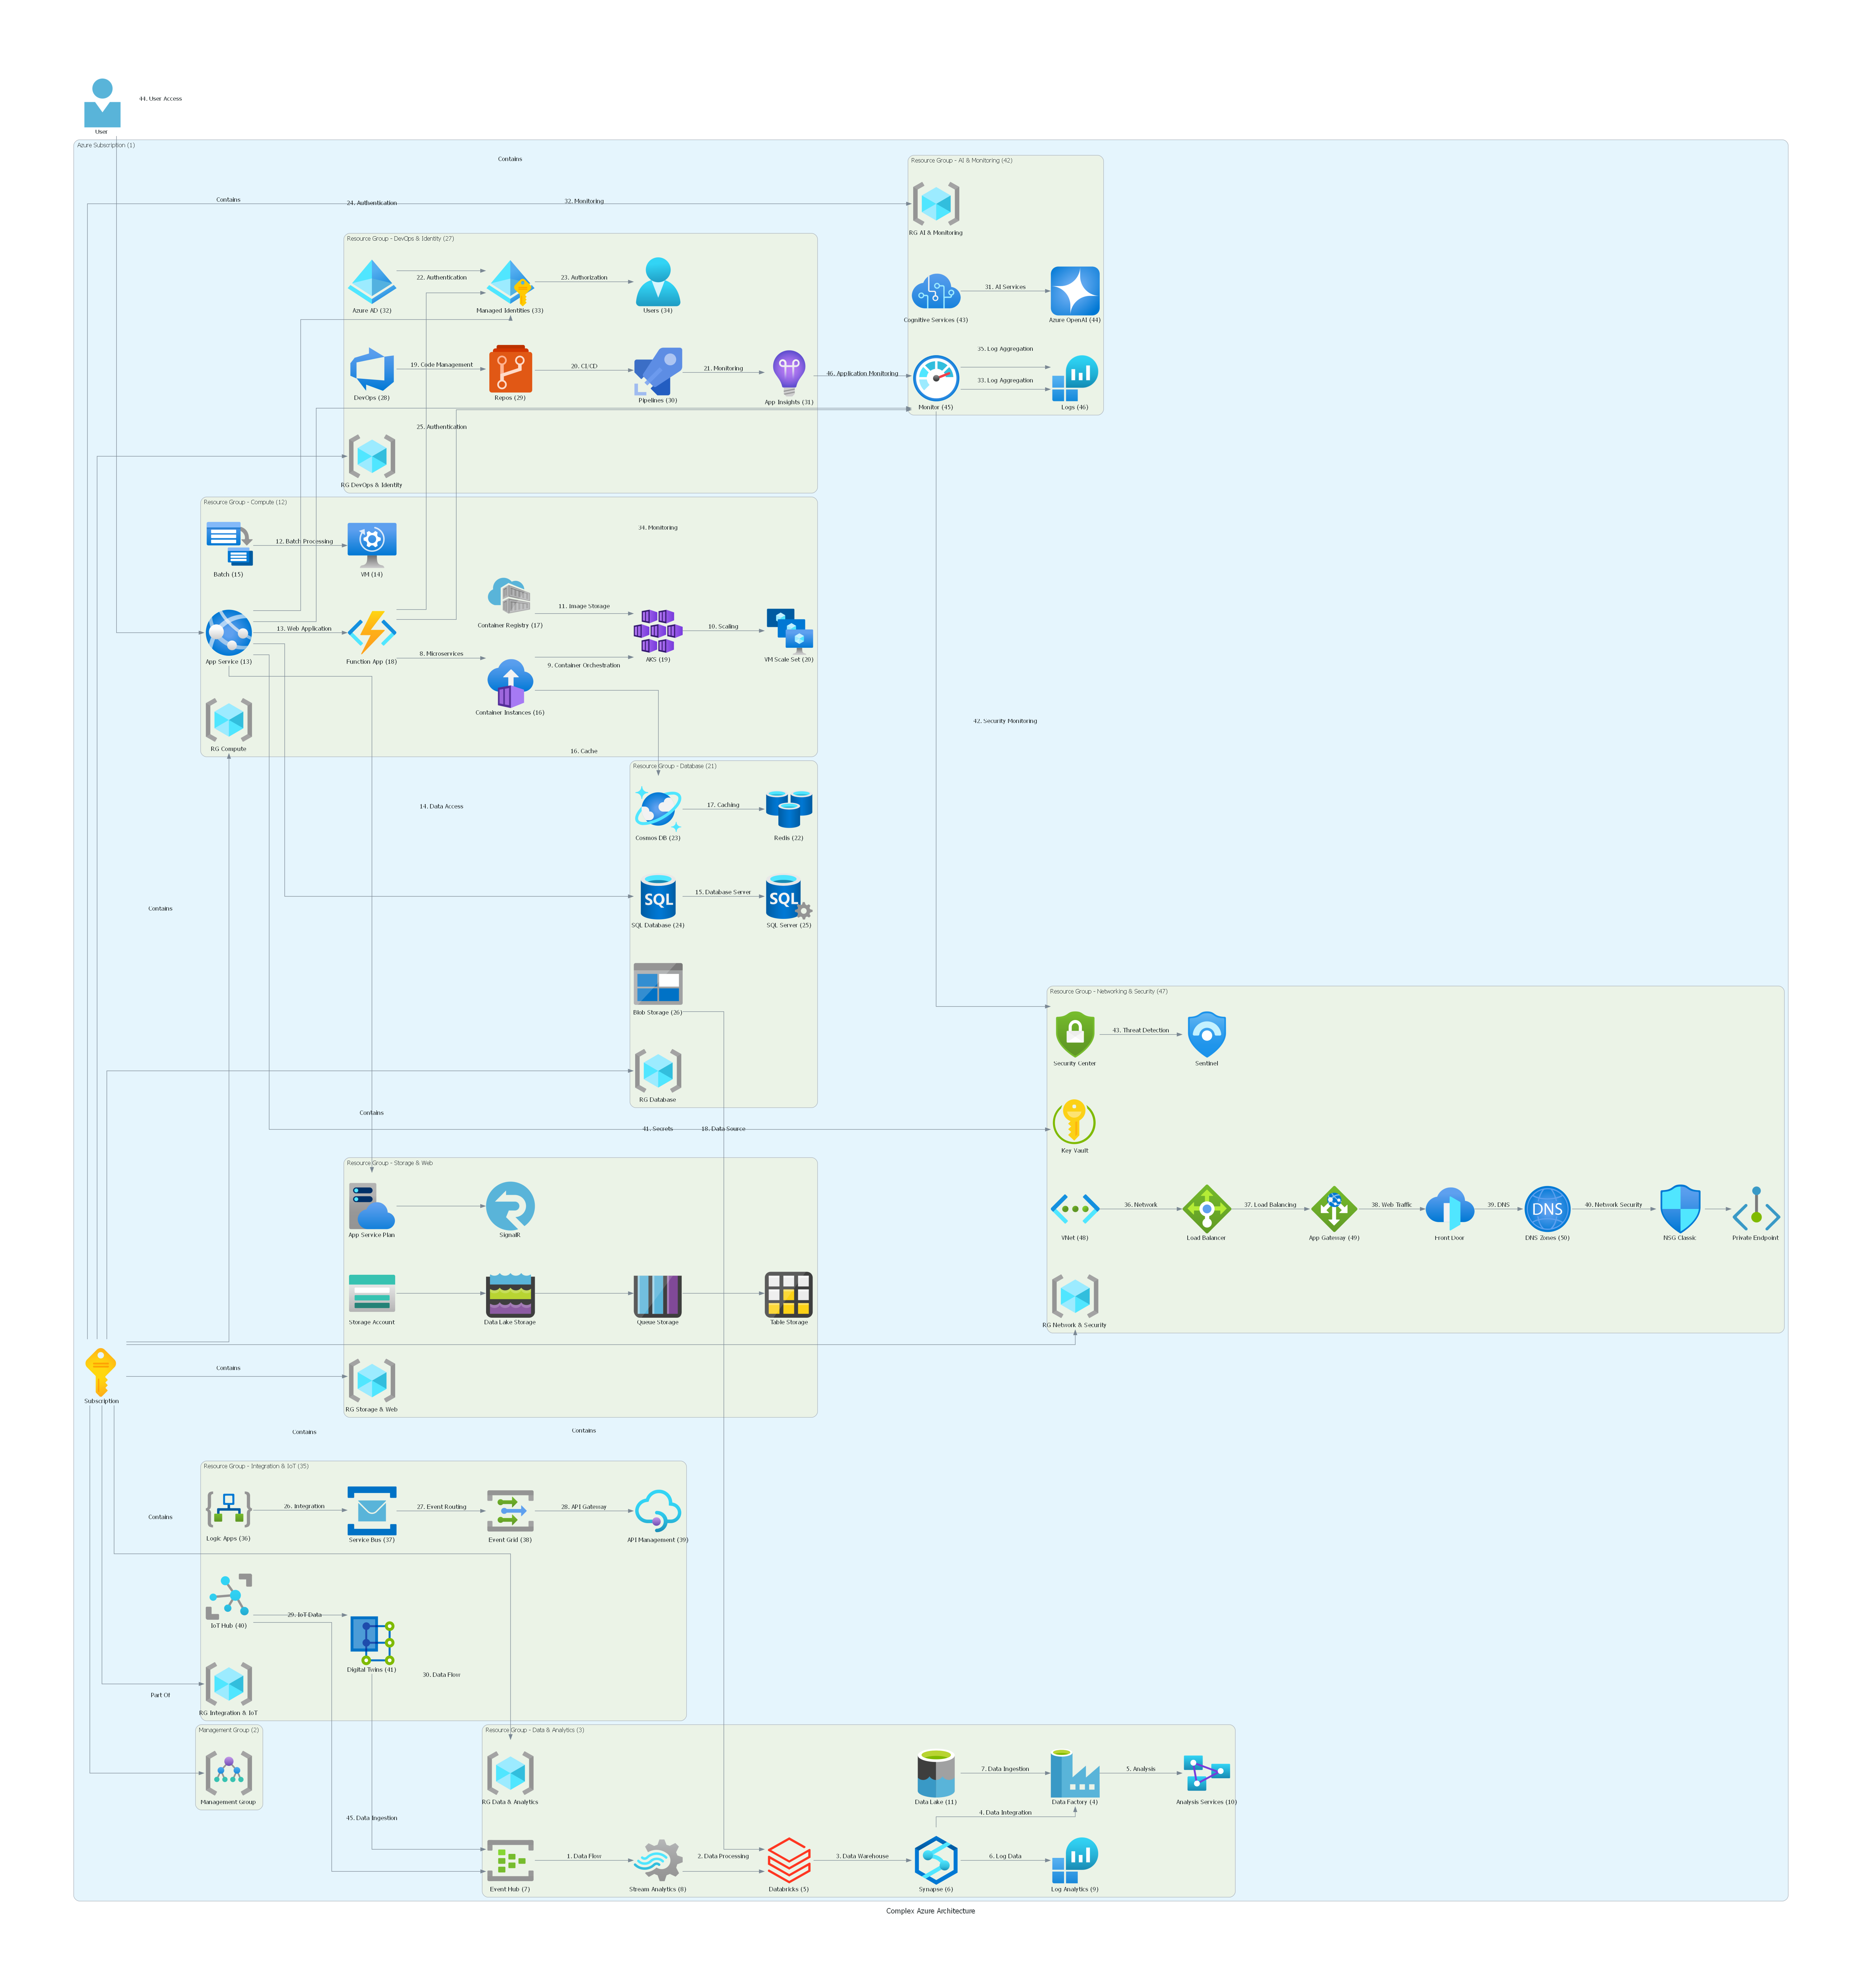 44. User Access
User
Azure Subscription (1)
Contains
Resource Group - AI & Monitoring (42)
Contains
24. Authentication
32. Monitoring
RG AI & Monitoring
Resource Group - DevOps & Identity (27)
22. Authentication
23. Authorization
31. AI Services
Azure AD (32)
Managed Identities (33)
Users (34)
Cognitive Services (43)
Azure OpenAI (44)
35. Log Aggregation
19. Code Management
20. CI/CD
21. Monitoring
46. Application Monitoring
33. Log Aggregation
DevOps (28)
Repos (29)
Pipelines (30)
App Insights (31)
Monitor (45)
Logs (46)
25. Authentication
RG DevOps & Identity
Resource Group - Compute (12)
34. Monitoring
12. Batch Processing
Batch (15)
VM (14)
11. Image Storage
Container Registry (17)
13. Web Application
10. Scaling
8. Microservices
9. Container Orchestration
App Service (13)
Function App (18)
AKS (19)
VM Scale Set (20)
Container Instances (16)
42. Security Monitoring
RG Compute
16. Cache
Resource Group - Database (21)
14. Data Access
17. Caching
Cosmos DB (23)
Redis (22)
15. Database Server
SQL
SQL
Contains
SQL Database (24)
SQL Server (25)
Resource Group - Networking & Security (47)
Blob Storage (26)
43. Threat Detection
Security Center
Sentinel
RG Database
Contains
41. Secrets
18. Data Source
Key Vault
Resource Group - Storage & Web
36. Network
37. Load Balancing
38. Web Traffic
39. DNS
DNS
40. Network Security
App Service Plan
SignalR
VNet (48)
Load Balancer
App Gateway (49)
Front Door
DNS Zones (50)
NSG Classic
Private Endpoint
Storage Account
Data Lake Storage
Queue Storage
Table Storage
RG Network & Security
Contains
Subscription
RG Storage & Web
Contains
Contains
Resource Group - Integration & IoT (35)
26. Integration
27. Event Routing
28. API Gateway
Contains
Logic Apps (36)
Service Bus (37)
Event Grid (38)
API Management (39)
29. IoT Data
IoT Hub (40)
Digital Twins (41)
30. Data Flow
Part Of
RG Integration & IoT
Management Group (2)
Resource Group - Data & Analytics (3)
7. Data Ingestion
5. Analysis
Management Group
RG Data & Analytics
Data Lake (11)
Data Factory (4)
Analysis Services (10)
4. Data Integration
45. Data Ingestion
1. Data Flow
2. Data Processing
3. Data Warehouse
6. Log Data
Event Hub (7)
Stream Analytics (8)
Databricks (5)
Synapse (6)
Log Analytics (9)
Complex Azure Architecture